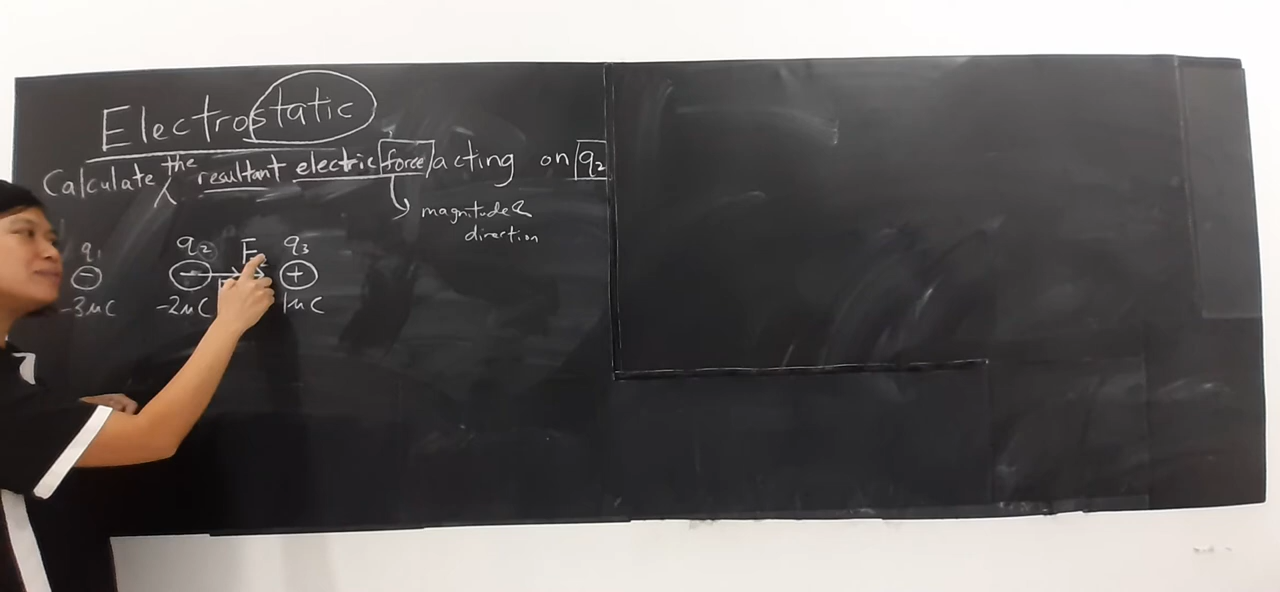 Electrostatic
Calculate the resultant electric force acting on q₂
magnitude &
direction
q₁ q₂ F q₃
- - +
-3μC -2μC 1μC